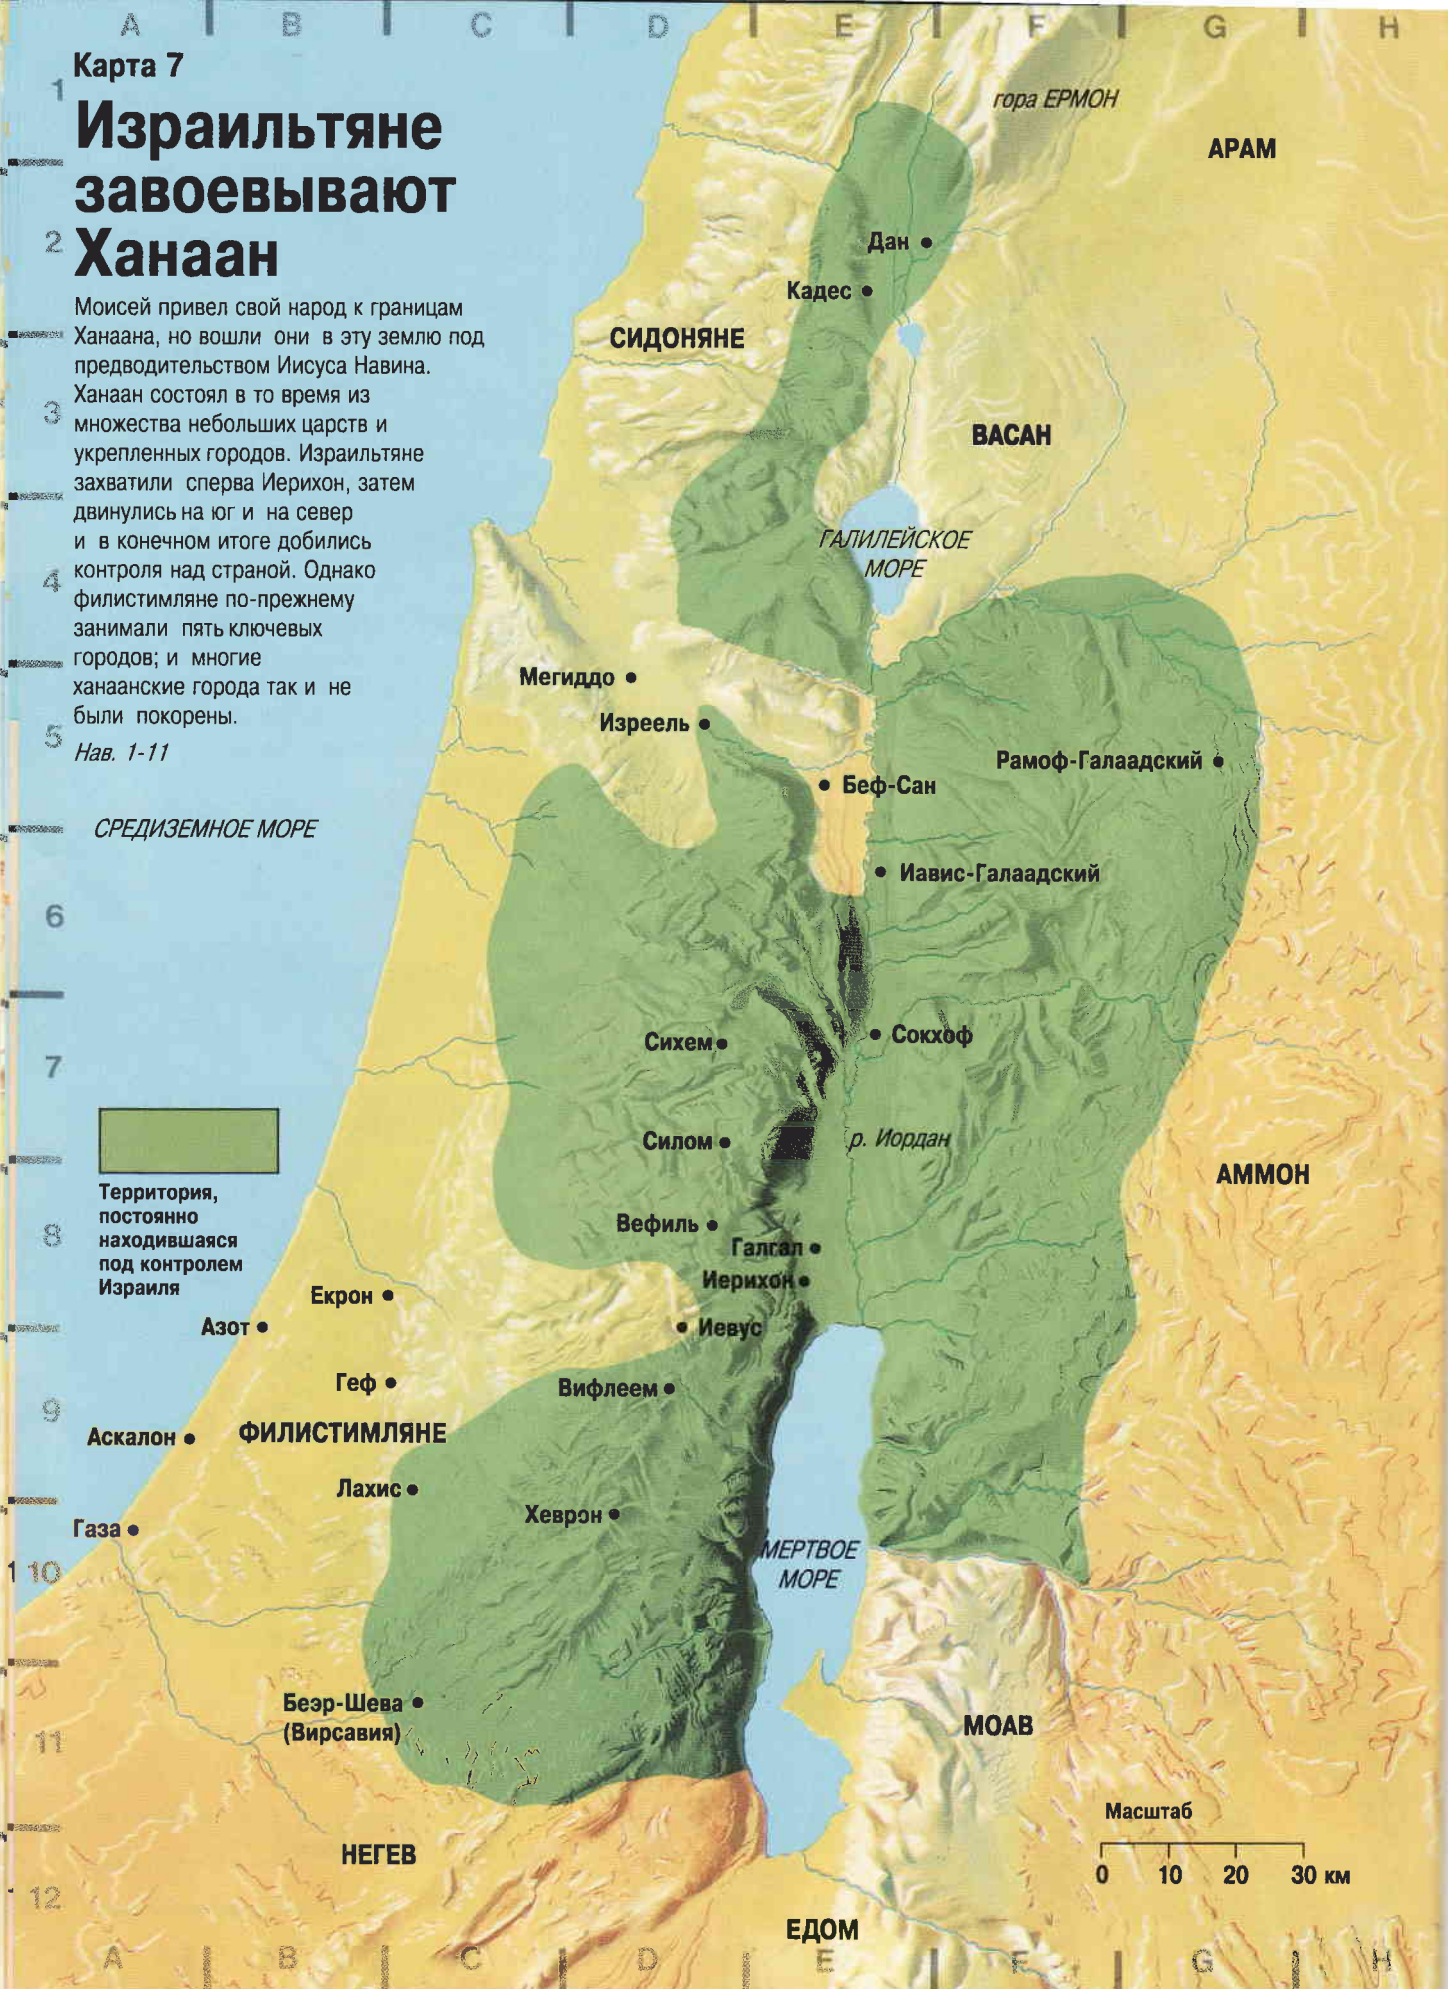 A B C D E F G H
Карта 7
1
Израильтяне
завоевывают
2
Ханаан
Моисей привел свой народ к границам
Ханаана, но вошли они в эту землю под
предводительством Иисуса Навина.
Ханаан состоял в то время из
3
множества небольших царств и
укрепленных городов. Израильтяне
захватили сперва Иерихон, затем
двинулись на юг и на север
и в конечном итоге добились
4
контроля над страной. Однако
филистимляне по-прежнему
занимали пять ключевых
городов; и многие
ханаанские города так и не
были покорены.
5
Нав. 1-11
гора ЕРМОН
АРАМ
Дан
Кадес
СИДОНЯНЕ
ВАСАН
ГАЛИЛЕЙСКОЕ
МОРЕ
Мегиддо
Изреель
Рамоф-Галаадский
Беф-Сан
СРЕДИЗЕМНОЕ МОРЕ
Иавис-Галаадский
6
Сокхоф
Сихем
7
р. Иордан
Силом
АММОН
Территория,
постоянно
находившаяся
под контролем
Израиля
8
Вефиль
Галгал
Иерихон
Екрон
Азот
Иевус
Геф
Вифлеем
9
Аскалон
ФИЛИСТИМЛЯНЕ
Лахис
Хеврон
Газа
МЕРТВОЕ
МОРЕ
1 10
Беэр-Шева
(Вирсавия)
11
МОАВ
Масштаб
0 10 20 30 км
НЕГЕВ
12
ЕДОМ
A B C D E F G H